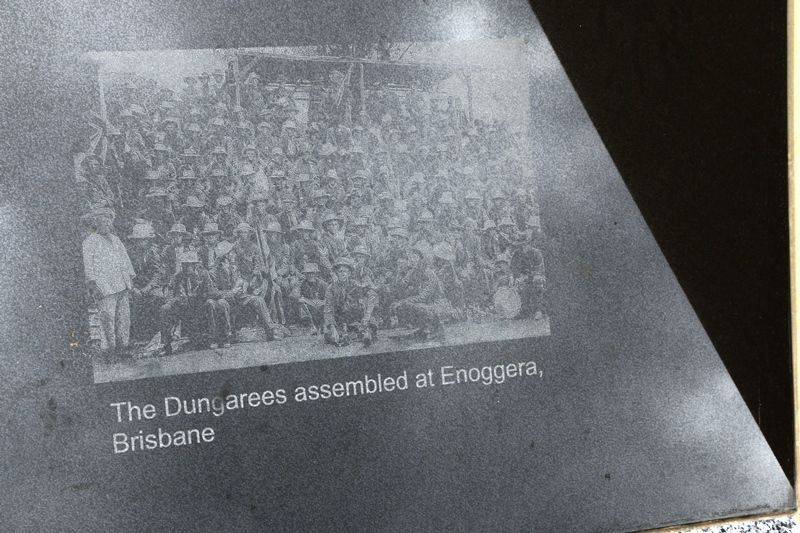 The Dungarees assembled at Enoggera,
Brisbane